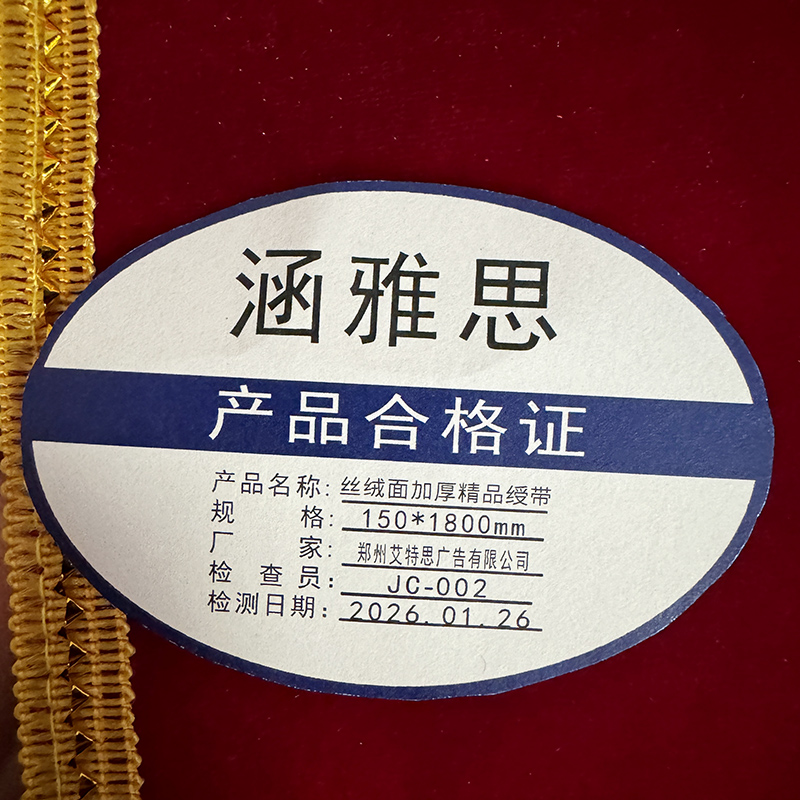 涵雅思
产品合格证
产品名称：丝绒面加厚精品绶带
规格：150*1800mm
厂家：郑州艾特思广告有限公司
检查员：JC-002
检测日期：2026.01.26